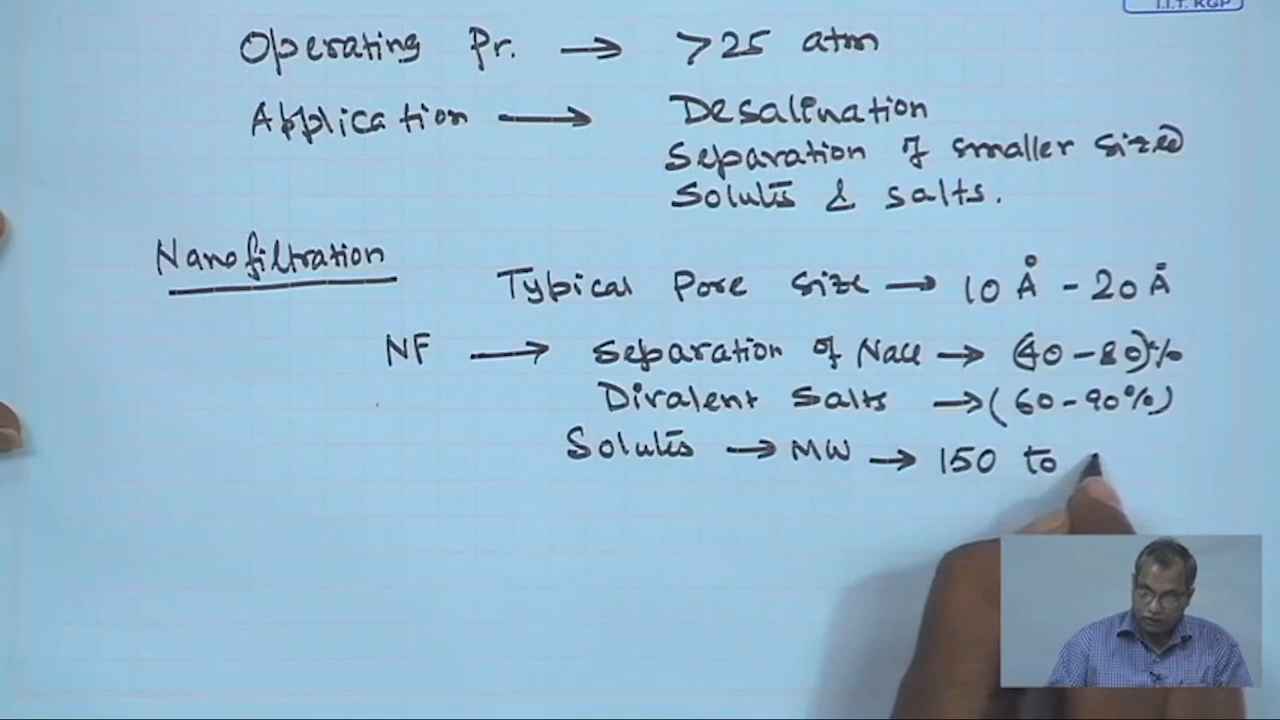 I.I.T. KGP
Operating Pr. → >25 atm
Application → Desalination
Separation of smaller sized
Solutes & salts.
Nanofiltration
Typical Pore size → 10 Å - 20 Å
NF → Separation of NaCl → (40-80)%
Divalent Salts → (60-90%)
Solutes → MW → 150 to